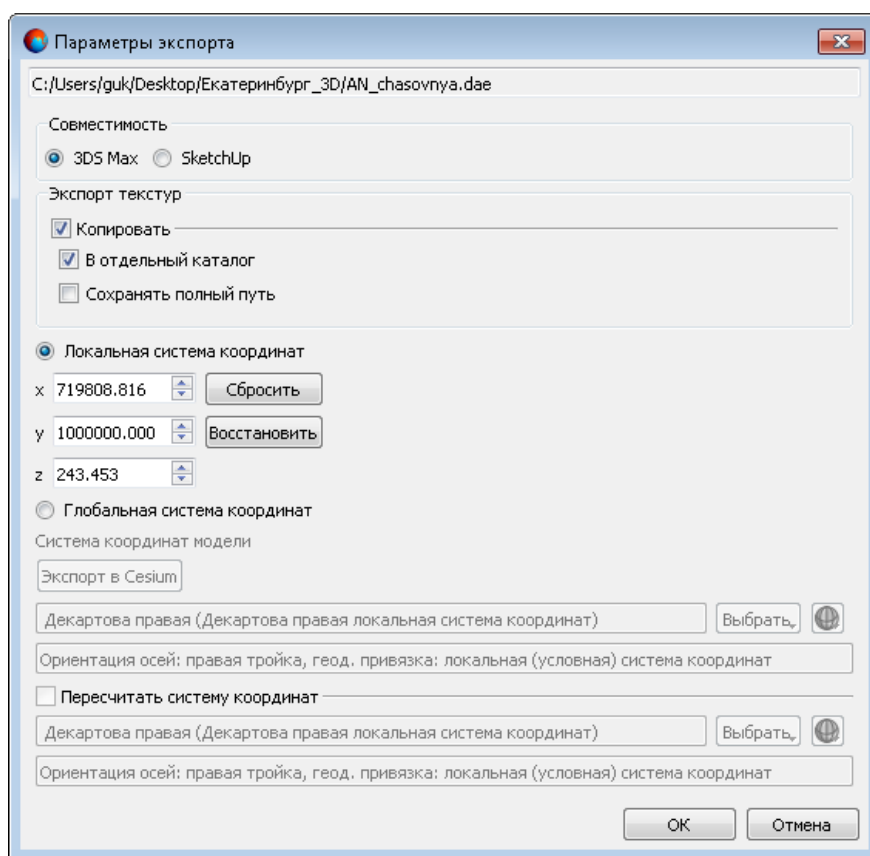 Параметры экспорта
C:/Users/guk/Desktop/Екатеринбург_3D/AN_chasovnya.dae
Совместимость
3DS Max SketchUp
Экспорт текстур
Копировать
В отдельный каталог
Сохранять полный путь
Локальная система координат
x 719808.816 Сбросить
y 1000000.000 Восстановить
z 243.453
Глобальная система координат
Система координат модели
Экспорт в Cesium
Декартова правая (Декартова правая локальная система координат) Выбрать
Ориентация осей: правая тройка, геод. привязка: локальная (условная) система координат
Пересчитать систему координат
Декартова правая (Декартова правая локальная система координат) Выбрать
Ориентация осей: правая тройка, геод. привязка: локальная (условная) система координат
ОК Отмена